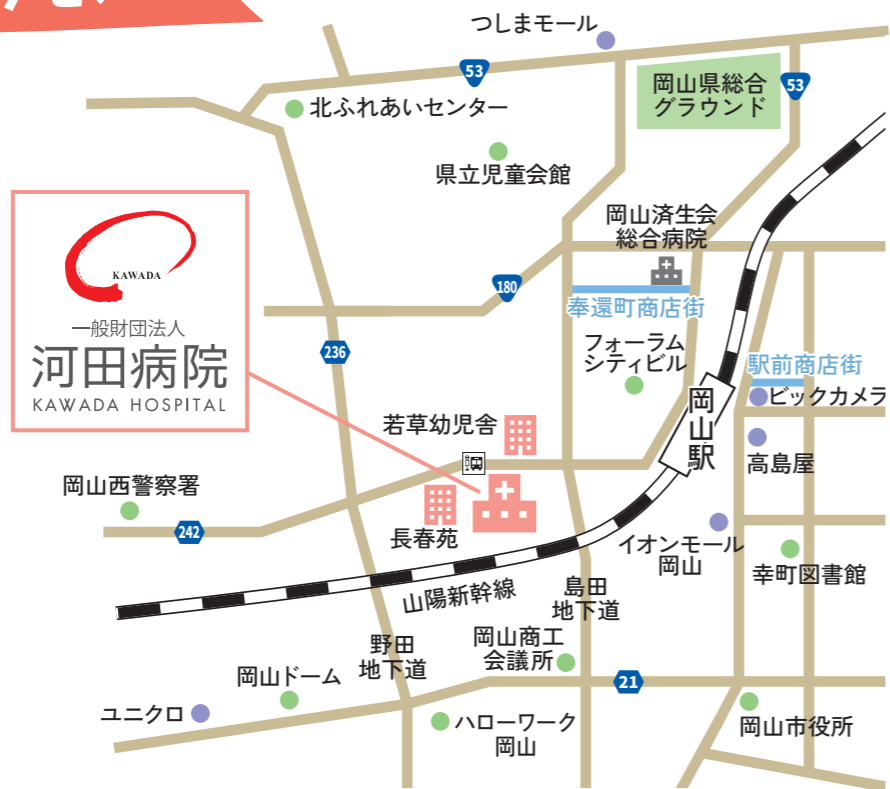 つしまモール
53
岡山県総合
グラウンド
53
北ふれあいセンター
県立児童会館
岡山済生会
総合病院
KAWADA
一般財団法人
河田病院
KAWADA HOSPITAL
180
奉還町商店街
236
フォーラム
シティビル
駅前商店街
ビックカメラ
岡山駅
若草幼児舎
高島屋
岡山西警察署
242
長春苑
イオンモール
岡山
幸町図書館
山陽新幹線
島田
地下道
野田
地下道
岡山商工
会議所
岡山ドーム
21
ユニクロ
ハローワーク
岡山
岡山市役所